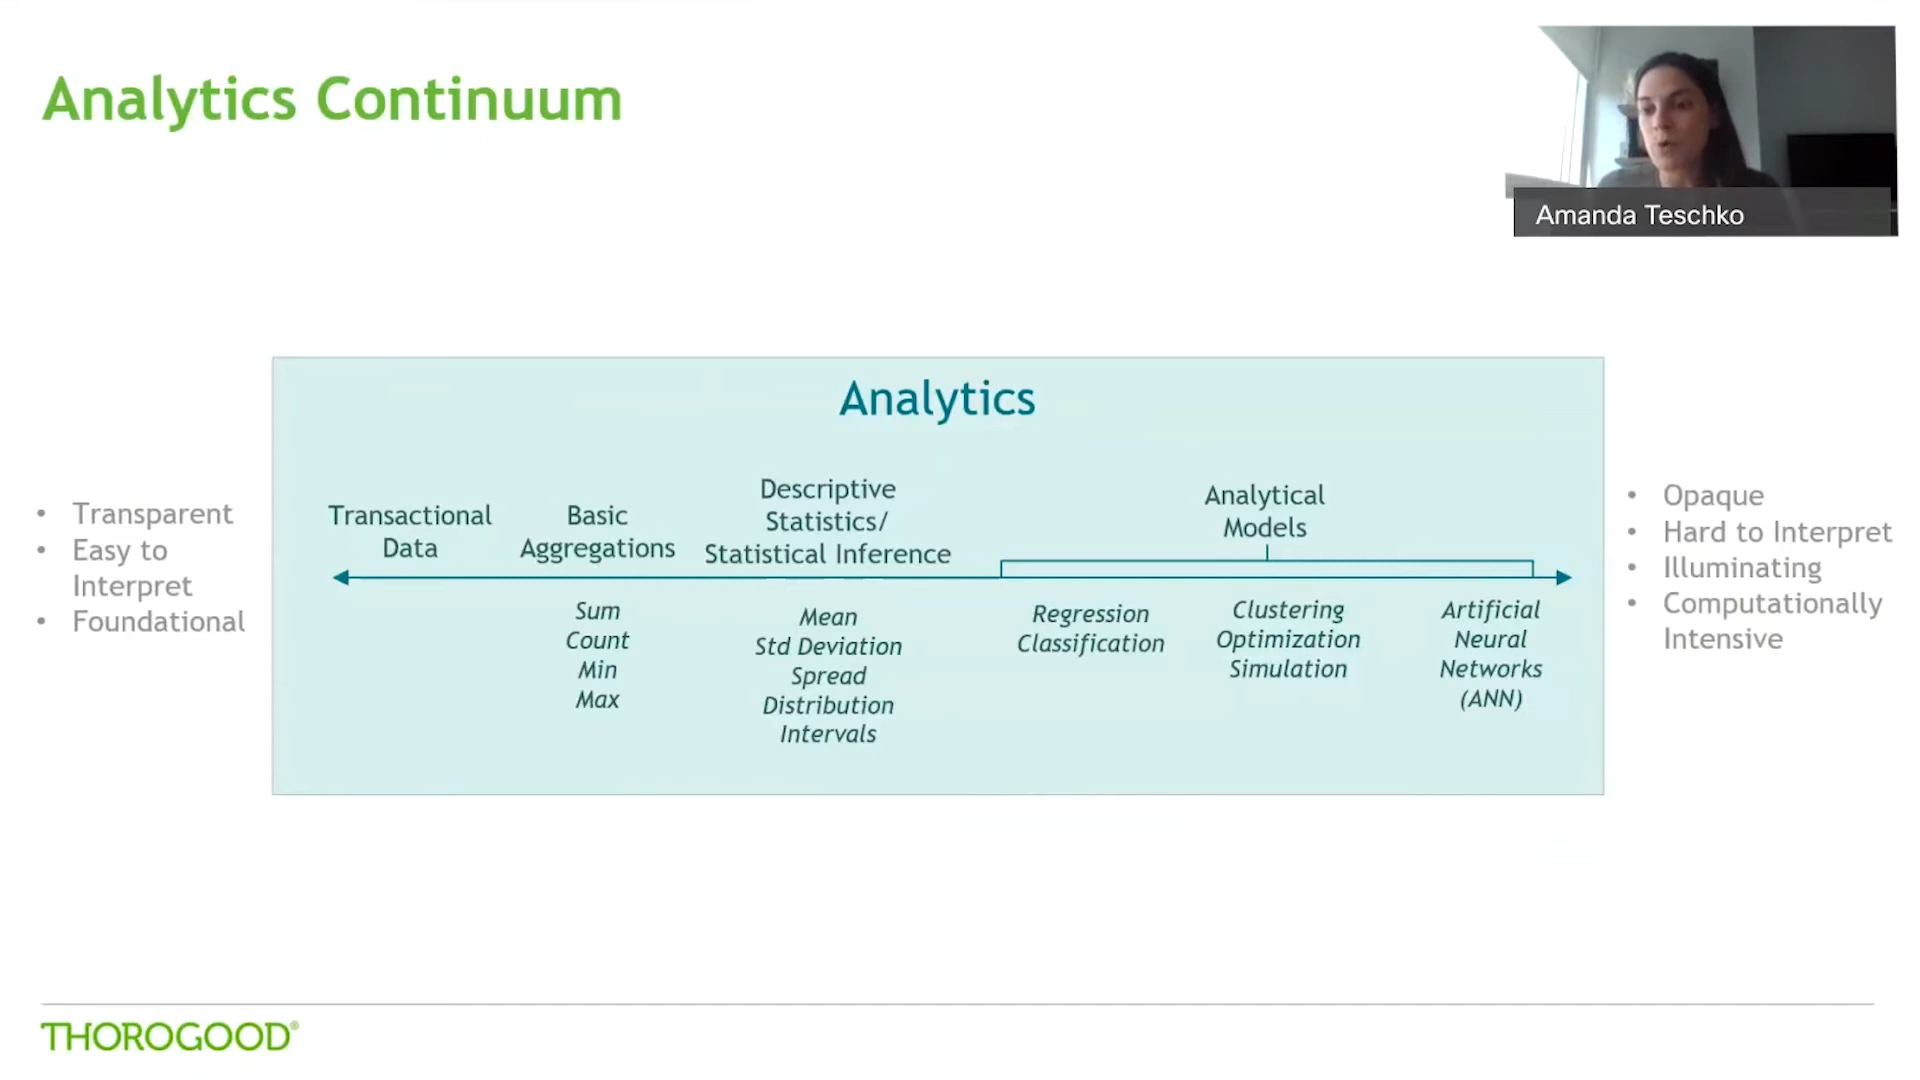 Analytics Continuum
Amanda Teschko
Analytics
• Transparent
• Easy to
Interpret
• Foundational
Transactional
Data
Basic
Aggregations
Sum
Count
Min
Max
Descriptive
Statistics/
Statistical Inference
Mean
Std Deviation
Spread
Distribution
Intervals
Analytical
Models
Regression
Classification
Clustering
Optimization
Simulation
Artificial
Neural
Networks
(ANN)
• Opaque
• Hard to Interpret
• Illuminating
• Computationally
Intensive
THOROGOOD®